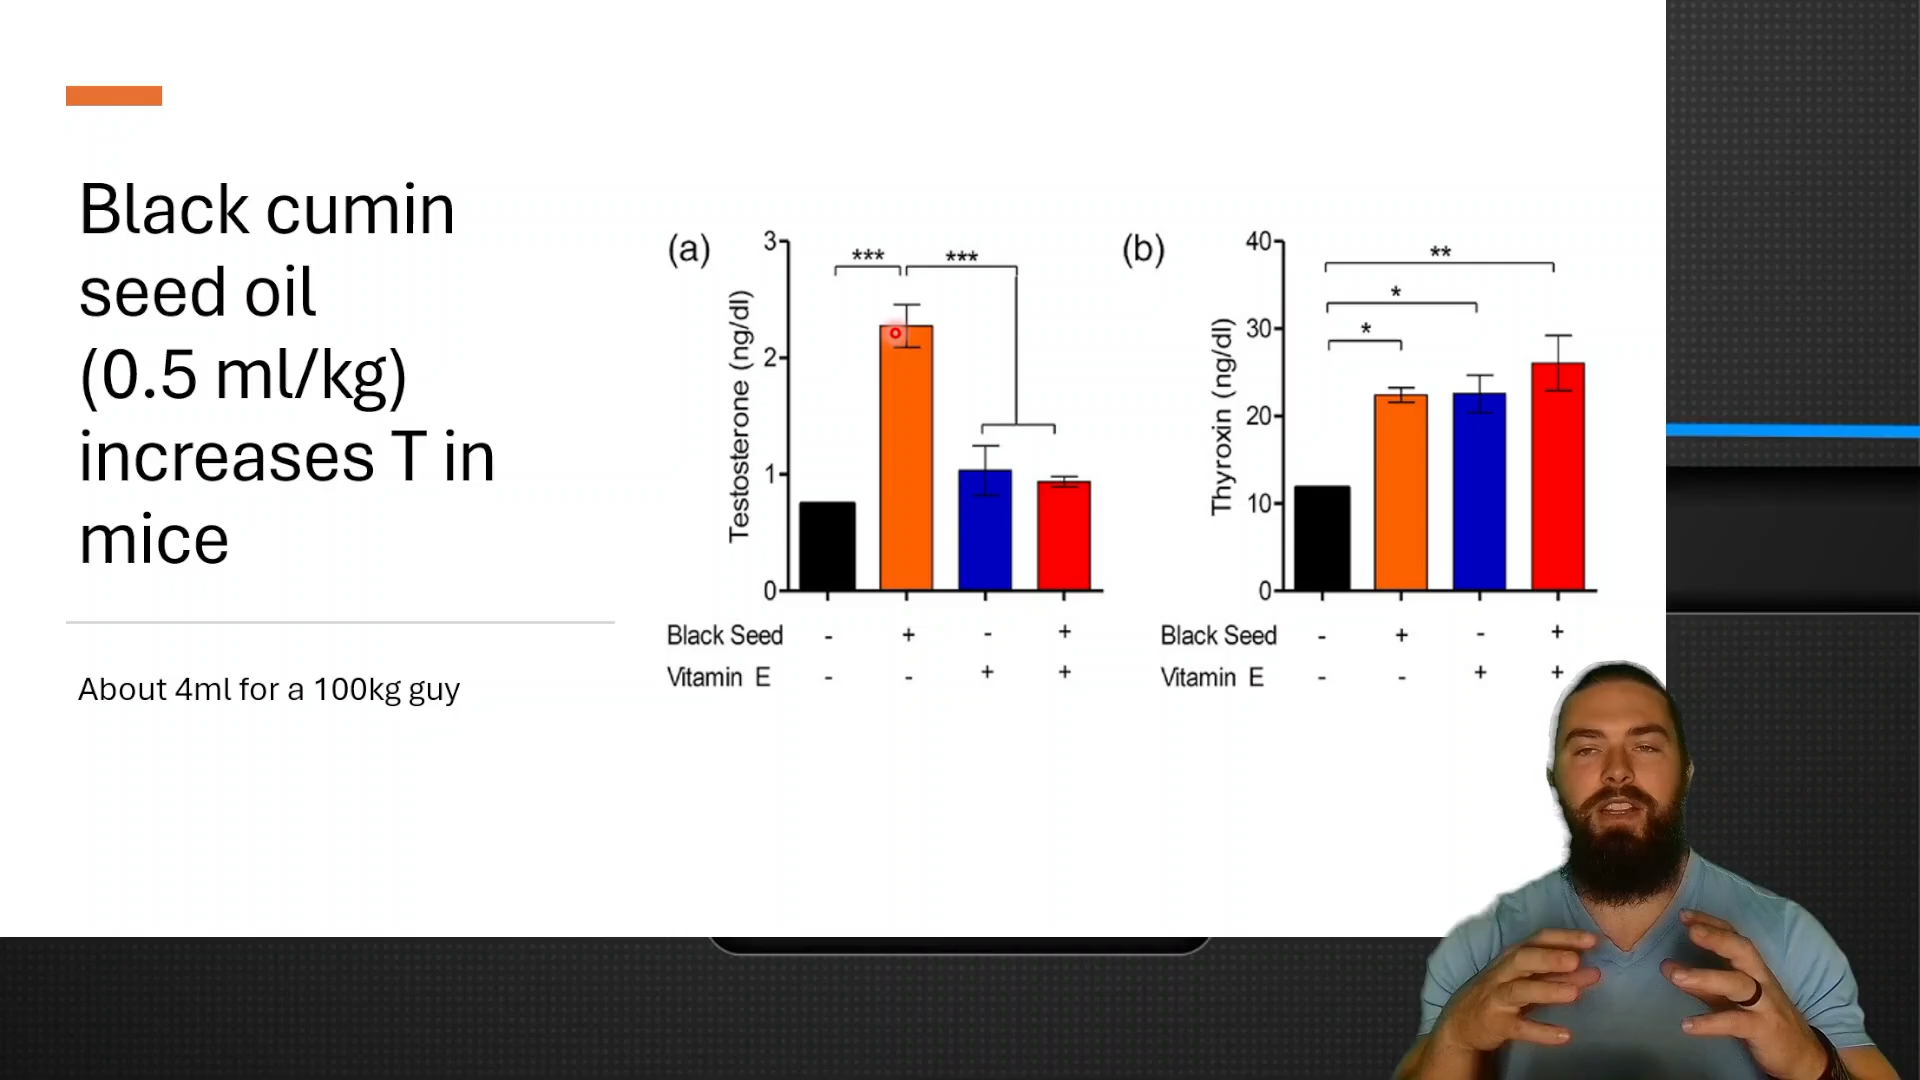 Black cumin
seed oil
(0.5 ml/kg)
increases T in
mice
About 4ml for a 100kg guy
(a)
Testosterone (ng/dl)
3
2
1
0
***
***
Black Seed - + - +
Vitamin E - - + +
(b)
Thyroxin (ng/dl)
40
30
20
10
0
**
*
*
Black Seed - + - +
Vitamin E - - + +